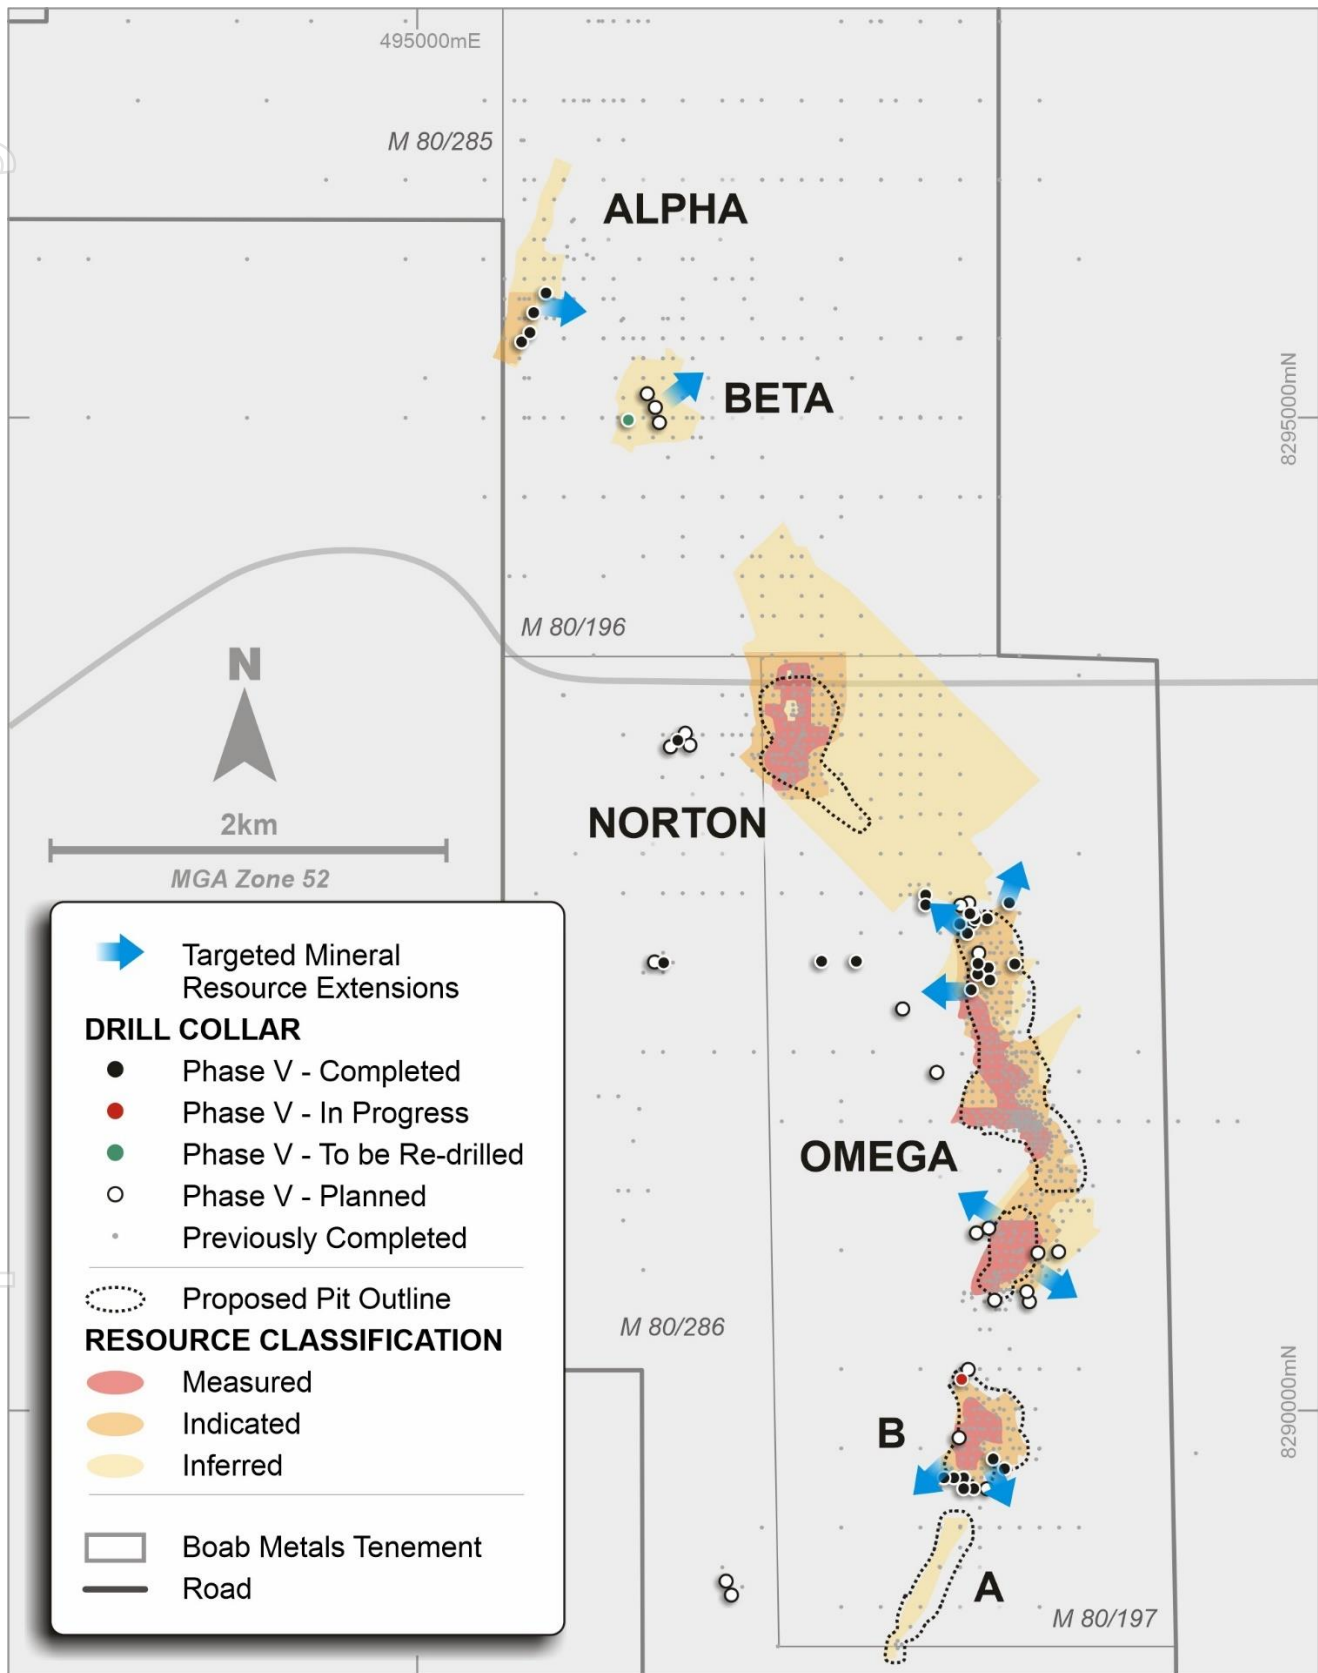 495000mE
M 80/285
ALPHA
BETA
8295000mN
M 80/196
N
2km
MGA Zone 52
NORTON
Targeted Mineral
Resource Extensions
DRILL COLLAR
Phase V - Completed
Phase V - In Progress
Phase V - To be Re-drilled
Phase V - Planned
Previously Completed
Proposed Pit Outline
RESOURCE CLASSIFICATION
Measured
Indicated
Inferred
Boab Metals Tenement
Road
OMEGA
M 80/286
8290000mN
B
A
M 80/197